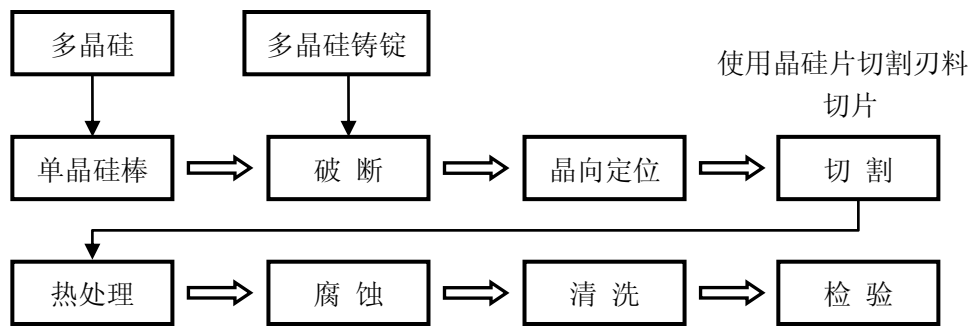 多晶硅
多晶硅铸锭
使用晶硅片切割刃料
切片
单晶硅棒
破 断
晶向定位
切 割
热处理
腐 蚀
清 洗
检 验